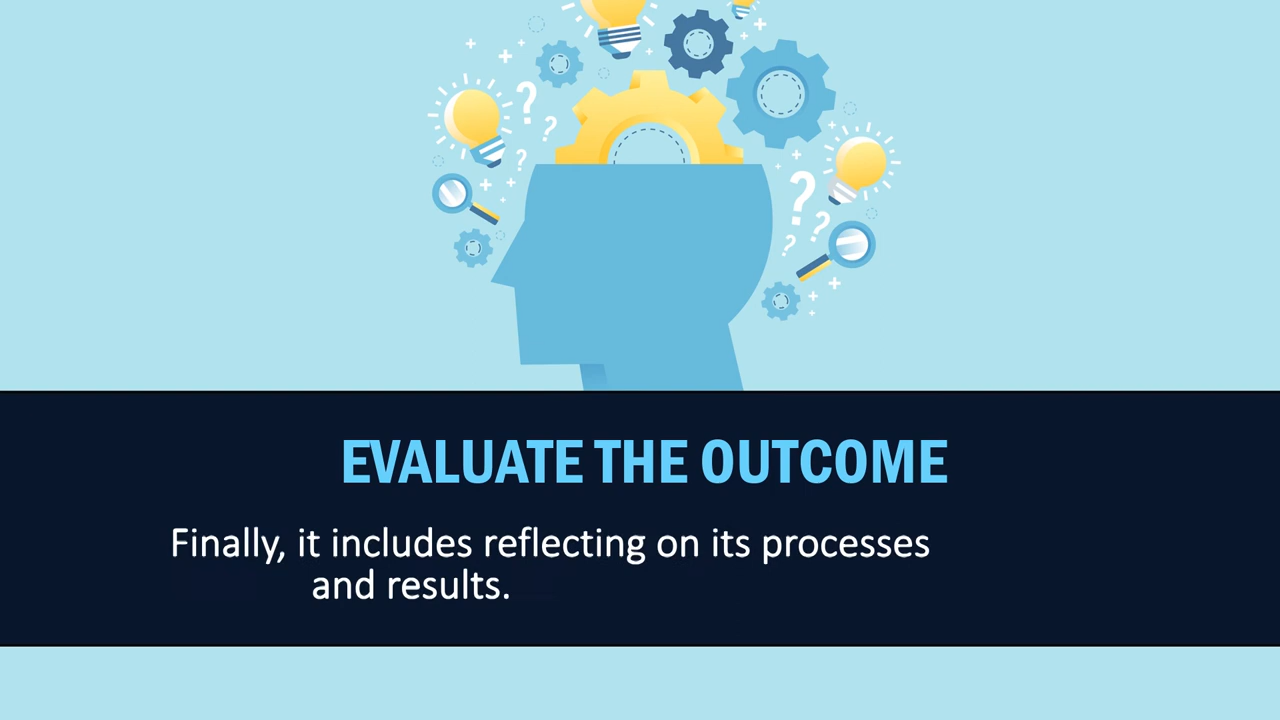 EVALUATE THE OUTCOME
Finally, it includes reflecting on its processes
and results.